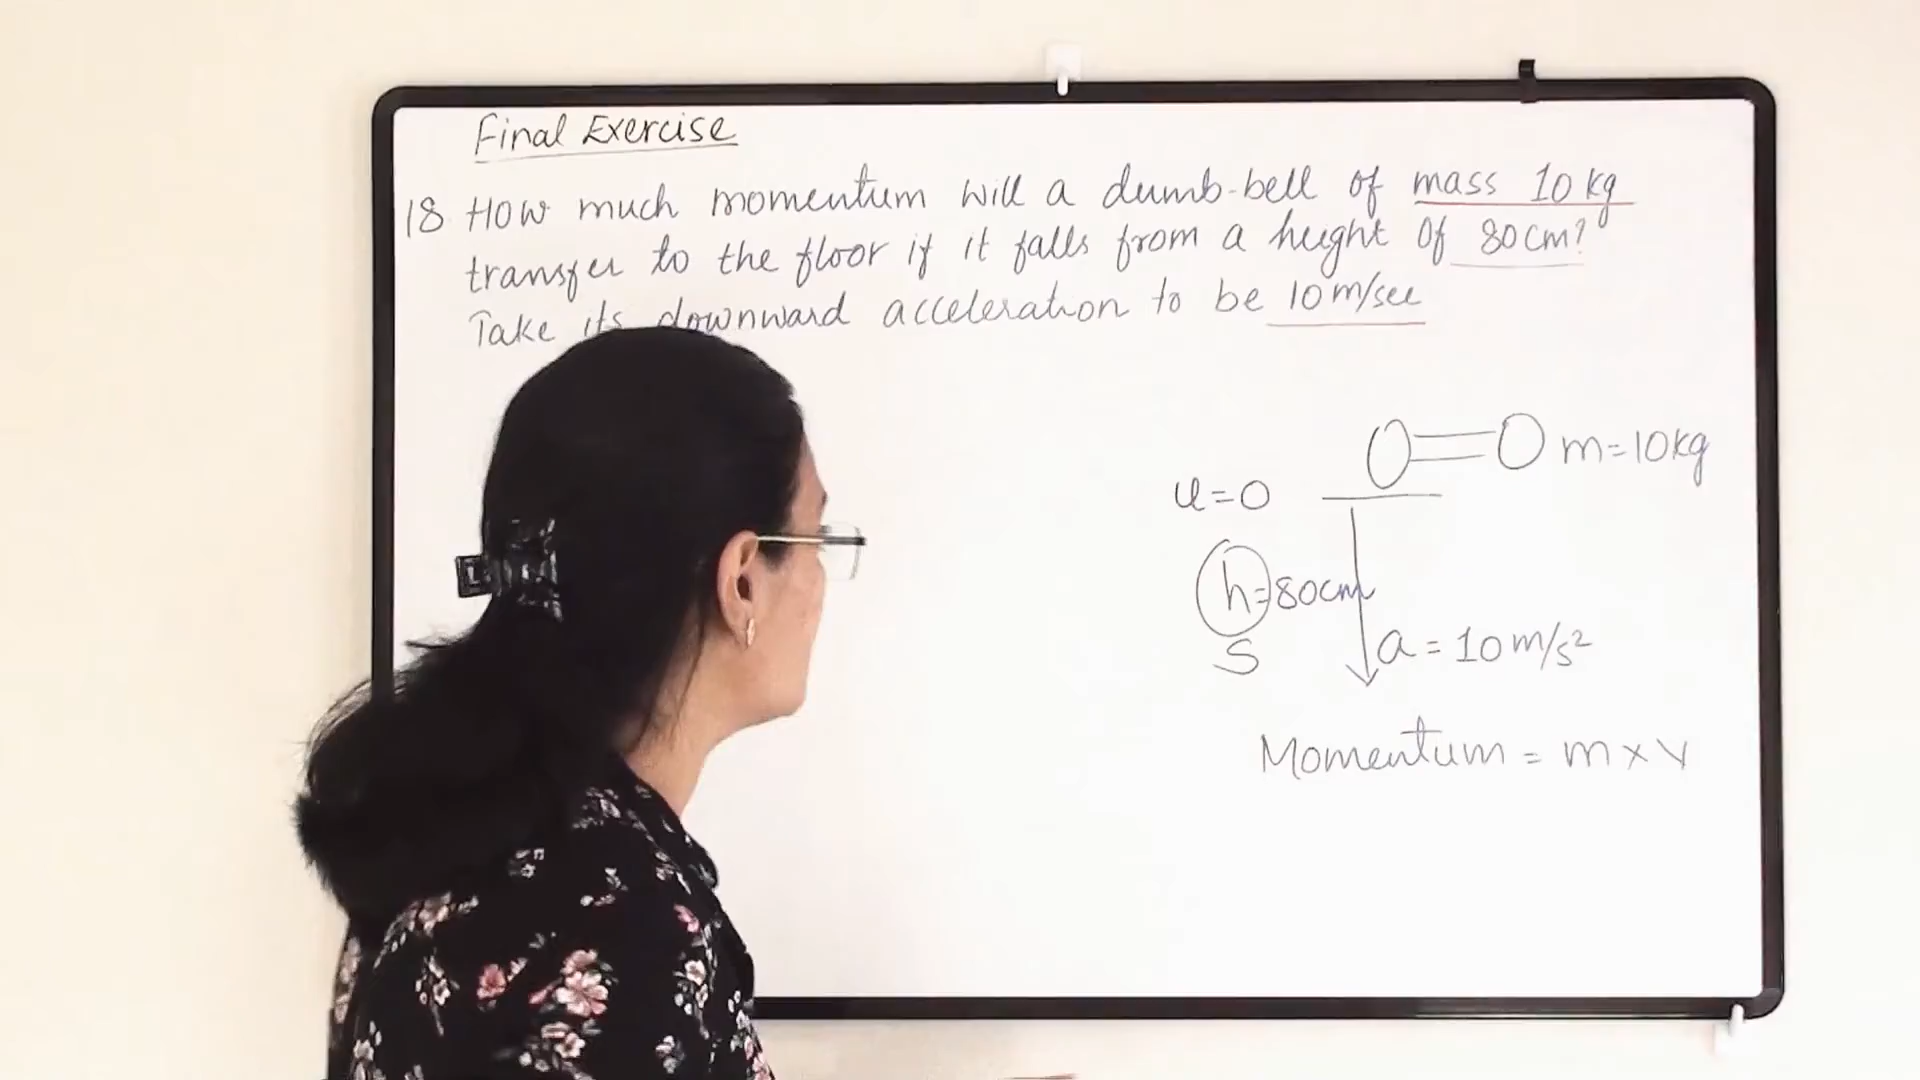 Final Exercise
18. How much momentum will a dumb-bell of mass 10 kg
transfer to the floor if it falls from a height of 80cm?
Take its downward acceleration to be 10 m/sec
m=10kg
u=0
h=80cm
S
a = 10 m/s²
Momentum = m x v